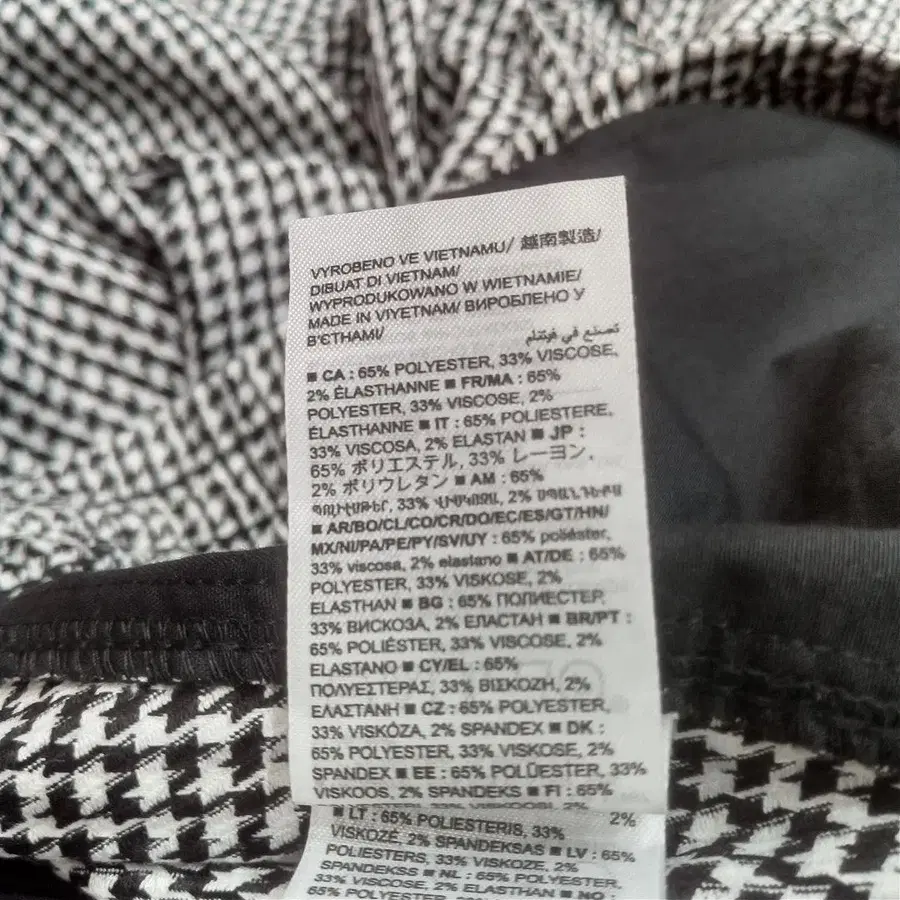 VYROBENO VE VIETNAMU/ 越南製造/
DIBUAT DI VIETNAM/
WYPRODUKOWANO W WIETNAMIE/
MADE IN VIYETNAM/ ВИРОБЛЕНО У
В'ЄТНАМІ/
تصنع في فيتنام
■ CA : 65% POLYESTER, 33% VISCOSE,
2% ÉLASTHANNE ■ FR/MA : 65%
POLYESTER, 33% VISCOSE, 2%
ÉLASTHANNE ■ IT : 65% POLIESTERE,
33% VISCOSA, 2% ELASTAN ■ JP :
65% ポリエステル, 33% レーヨン,
2% ポリウレタン ■ AM : 65%
33% ՎԻՍԿՈԶԱ, 2%
■ AR/BO/CL/CO/CR/DO/EC/ES/GT/HN/
MX/NI/PA/PE/PY/SV/UY : 65% poliéster,
33% viscosa, 2% elastano ■ AT/DE : 65%
POLYESTER, 33% VISKOSE, 2%
ELASTHAN ■ BG : 65% ПОЛИЕСТЕР,
33% ВИСКОЗА, 2% ЕЛАСТАН ■ BR/PT :
65% POLIÉSTER, 33% VISCOSE, 2%
ELASTANO ■ CY/EL : 65%
ΠΟΛΥΕΣΤΕΡΑΣ, 33% ΒΙΣΚΟΖΗ, 2%
ΕΛΑΣΤΑΝΗ ■ CZ : 65% POLYESTER,
33% VISKÓZA, 2% SPANDEX ■ DK :
65% POLYESTER, 33% VISKOSE, 2%
SPANDEX ■ EE : 65% POLÜESTER, 33%
VISKOOS, 2% SPANDEKS ■ FI : 65%
2%
■ LT : 65% POLIESTERIS, 33%
VISKOZĖ, 2% SPANDEKSAS ■ LV : 65%
POLIESTERS, 33% VISKOZE, 2%
SPANDEKSS ■ NL : 65% POLYESTER,
33% VISCOSE, 2% ELASTHAN ■ NO :
65% POLYESTER,